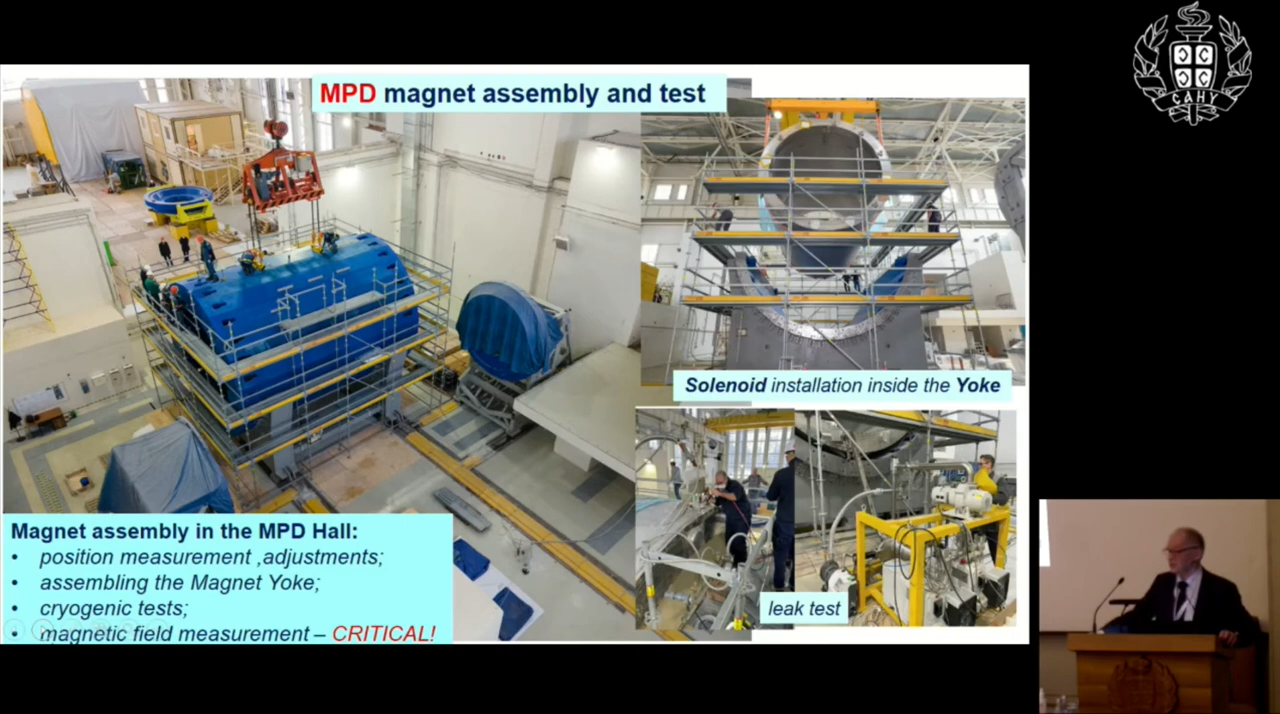 MPD magnet assembly and test
Solenoid installation inside the Yoke
leak test
Magnet assembly in the MPD Hall:
• position measurement ,adjustments;
• assembling the Magnet Yoke;
• cryogenic tests;
• magnetic field measurement – CRITICAL!
САНУ